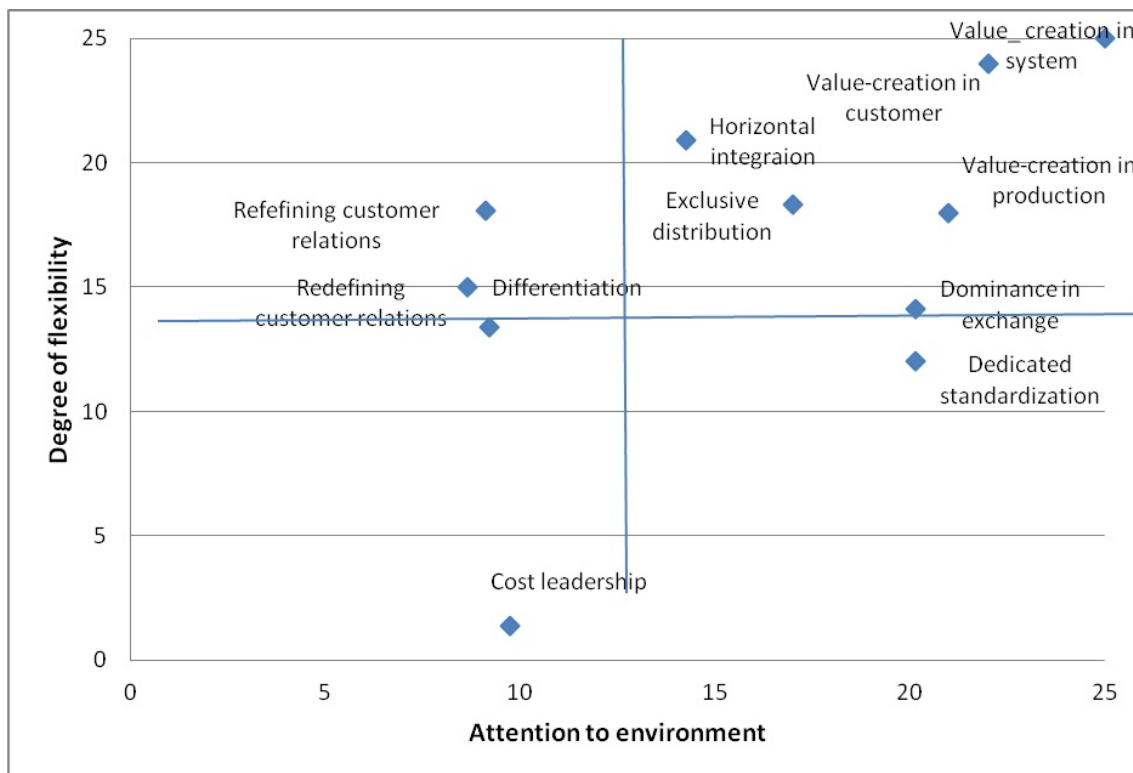 25
Value_ creation in
system
Value-creation in
customer
Horizontal
integraion
20
Value-creation in
production
Exclusive
distribution
Refefining customer
relations
15
Redefining
customer relations
Differentiation
Dominance in
exchange
Dedicated
standardization
10
5
Cost leadership
0
Degree of flexibility
0 5 10 15 20 25
Attention to environment